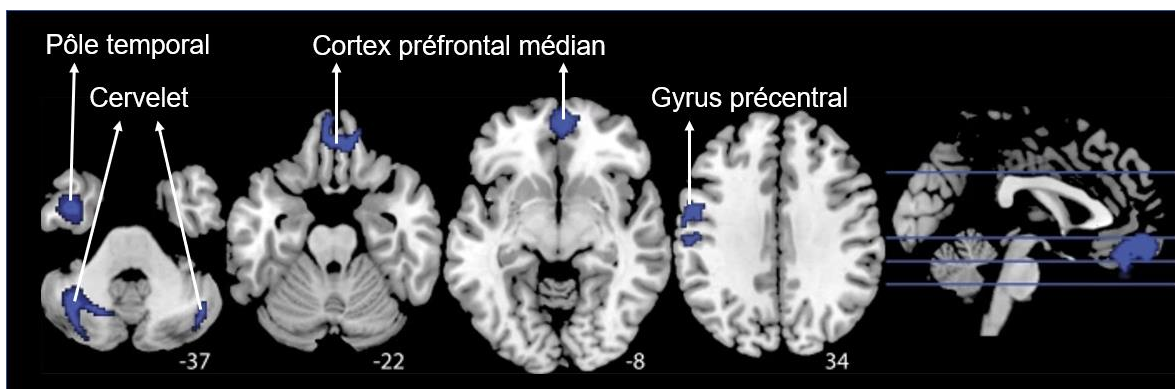 Pôle temporal
Cortex préfrontal médian
Cervelet
Gyrus précentral
-37
-22
-8
34